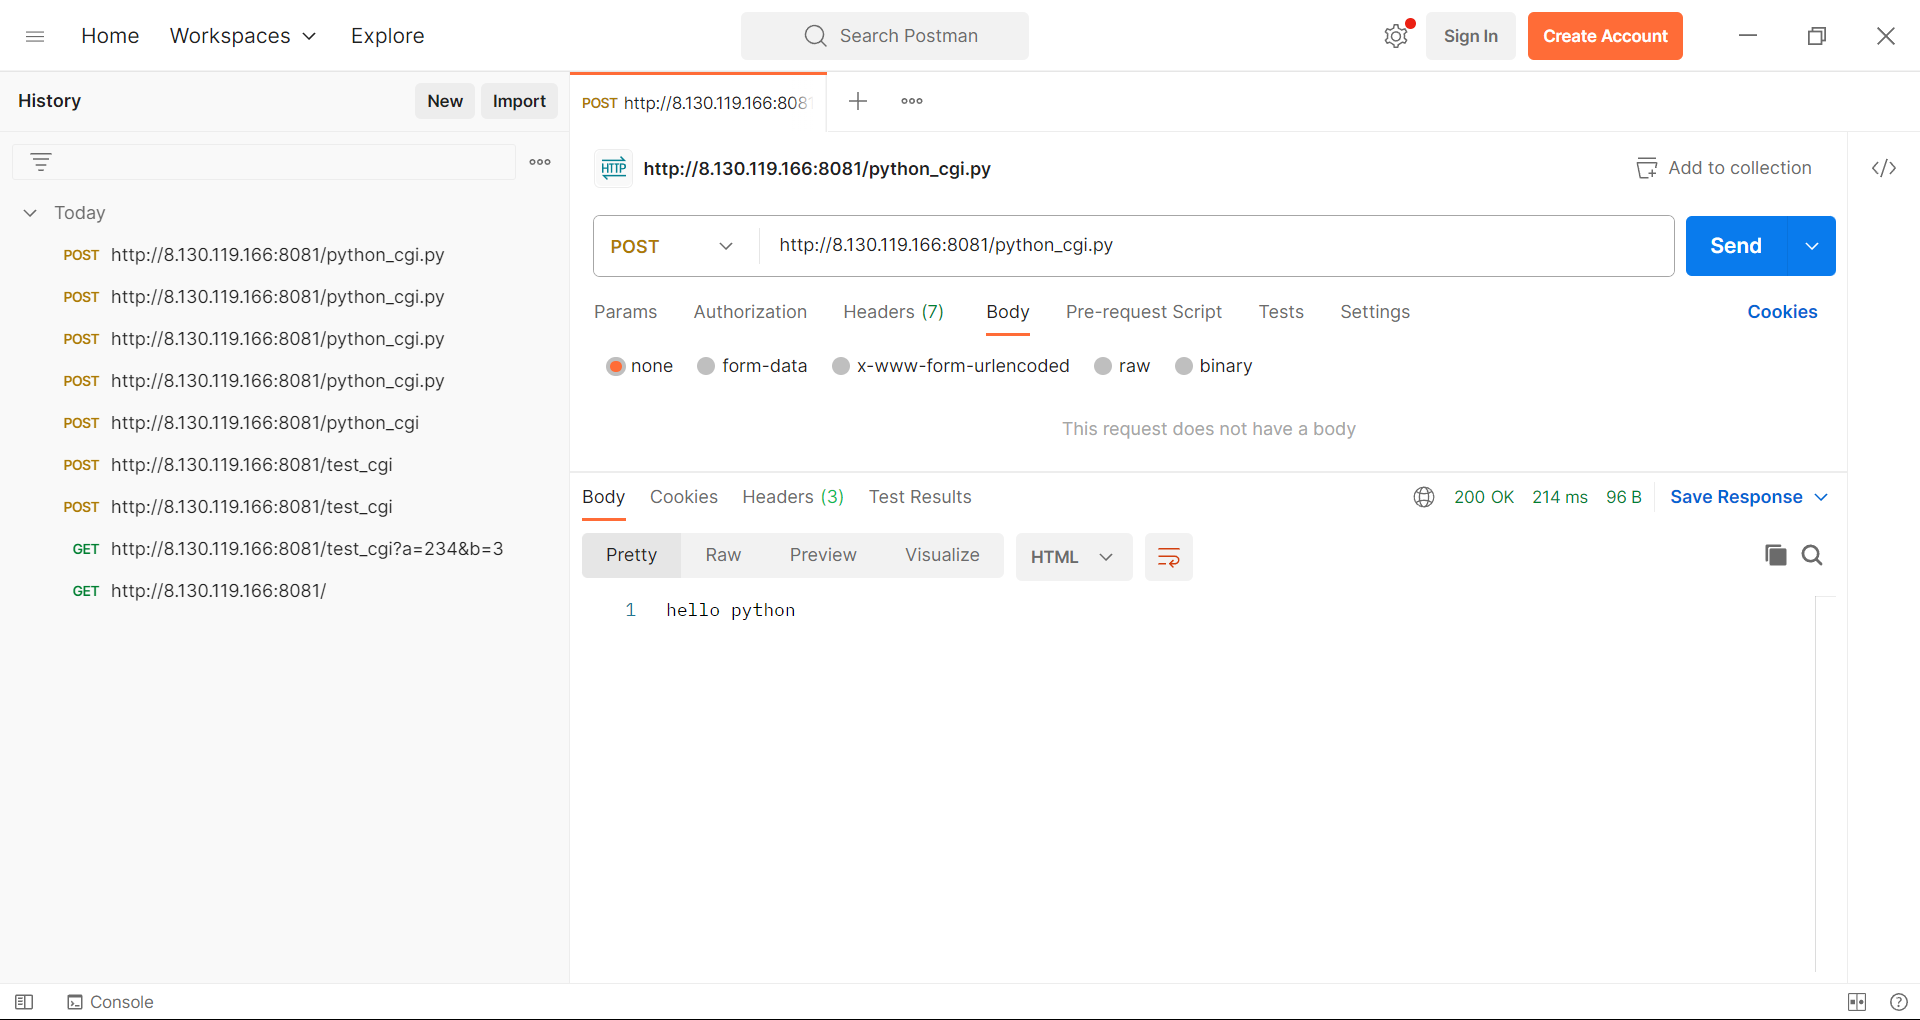 Home Workspaces Explore Search Postman Sign In Create Account
History New Import
POST http://8.130.119.166:808
HTTP http://8.130.119.166:8081/python_cgi.py Add to collection </>
Today
POST http://8.130.119.166:8081/python_cgi.py
POST http://8.130.119.166:8081/python_cgi.py
POST http://8.130.119.166:8081/python_cgi.py
POST http://8.130.119.166:8081/python_cgi.py
POST http://8.130.119.166:8081/python_cgi
POST http://8.130.119.166:8081/test_cgi
POST http://8.130.119.166:8081/test_cgi
GET http://8.130.119.166:8081/test_cgi?a=234&b=3
GET http://8.130.119.166:8081/
POST http://8.130.119.166:8081/python_cgi.py Send
Params Authorization Headers (7) Body Pre-request Script Tests Settings Cookies
none form-data x-www-form-urlencoded raw binary
This request does not have a body
Body Cookies Headers (3) Test Results 200 OK 214 ms 96 B Save Response
Pretty Raw Preview Visualize HTML
1 hello python
Console